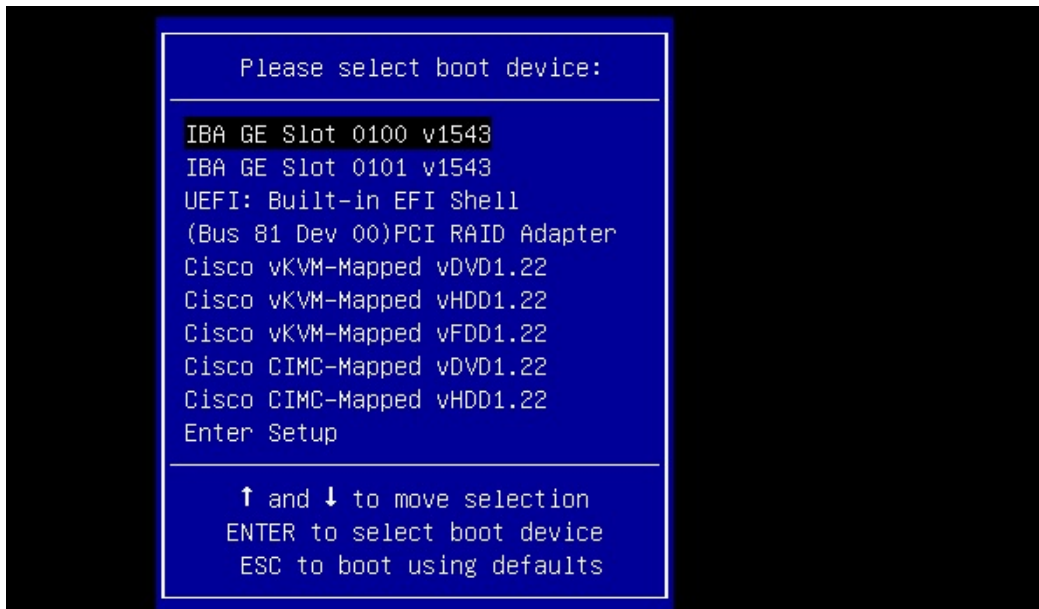 Please select boot device:
IBA GE Slot 0100 v1543
IBA GE Slot 0101 v1543
UEFI: Built-in EFI Shell
(Bus 81 Dev 00)PCI RAID Adapter
Cisco vKVM-Mapped vDVD1.22
Cisco vKVM-Mapped vHDD1.22
Cisco vKVM-Mapped vFDD1.22
Cisco CIMC-Mapped vDVD1.22
Cisco CIMC-Mapped vHDD1.22
Enter Setup
↑ and ↓ to move selection
ENTER to select boot device
ESC to boot using defaults